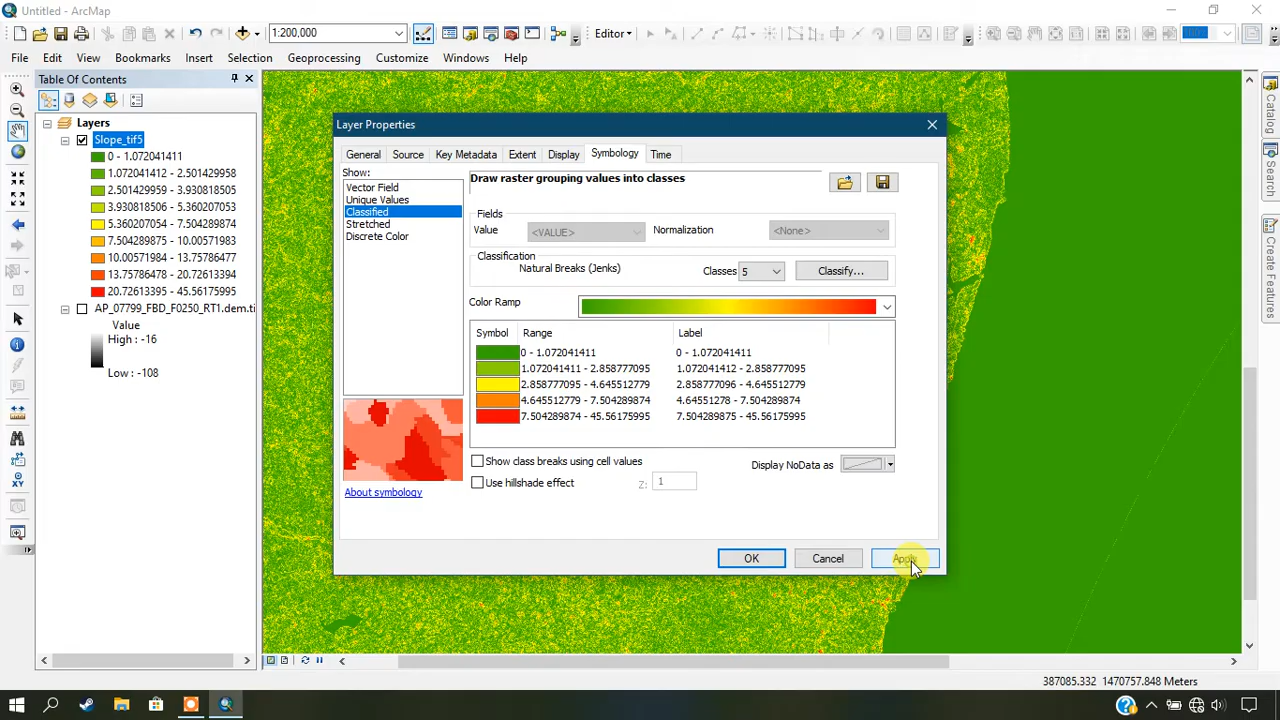 Untitled - ArcMap
1:200,000
Editor
File Edit View Bookmarks Insert Selection Geoprocessing Customize Windows Help
Table Of Contents
Layers
Slope_tif5
0 - 1.072041411
1.072041412 - 2.501429958
2.501429959 - 3.930818505
3.930818506 - 5.360207053
5.360207054 - 7.504289874
7.504289875 - 10.00571983
10.00571984 - 13.75786477
13.75786478 - 20.72613394
20.72613395 - 45.56175995
AP_07799_FBD_F0250_RT1.dem.ti
Value
High : -16
Low : -108
Layer Properties
General Source Key Metadata Extent Display Symbology Time
Show:
Vector Field
Unique Values
Classified
Stretched
Discrete Color
About symbology
Draw raster grouping values into classes
Fields
Value <VALUE> Normalization <None>
Classification
Natural Breaks (Jenks) Classes 5 Classify...
Color Ramp
Symbol Range Label
0 - 1.072041411 0 - 1.072041411
1.072041411 - 2.858777095 1.072041412 - 2.858777095
2.858777095 - 4.645512779 2.858777096 - 4.645512779
4.645512779 - 7.504289874 4.64551278 - 7.504289874
7.504289874 - 45.56175995 7.504289875 - 45.56175995
Show class breaks using cell values Display NoData as
Use hillshade effect Z: 1
OK Cancel Apply
Catalog
Search
Create Features
387085.332 1470757.848 Meters